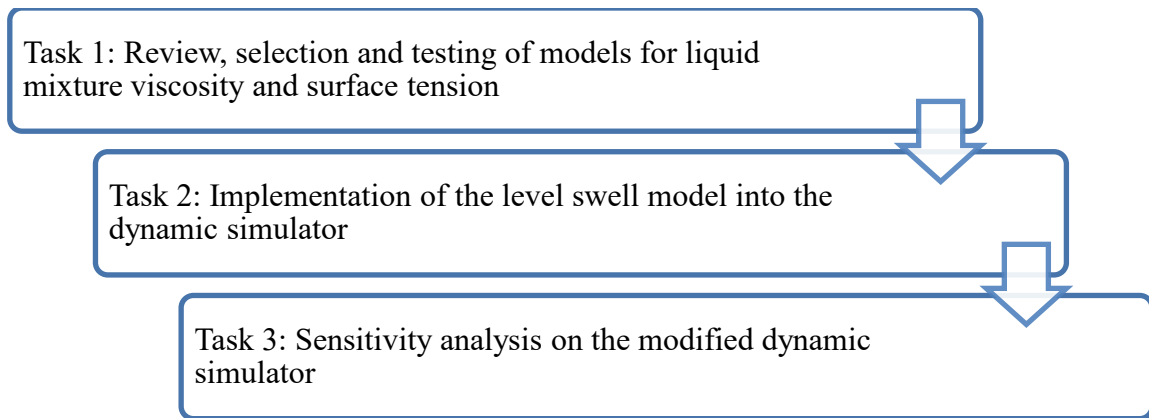 Task 1: Review, selection and testing of models for liquid
mixture viscosity and surface tension
Task 2: Implementation of the level swell model into the
dynamic simulator
Task 3: Sensitivity analysis on the modified dynamic
simulator